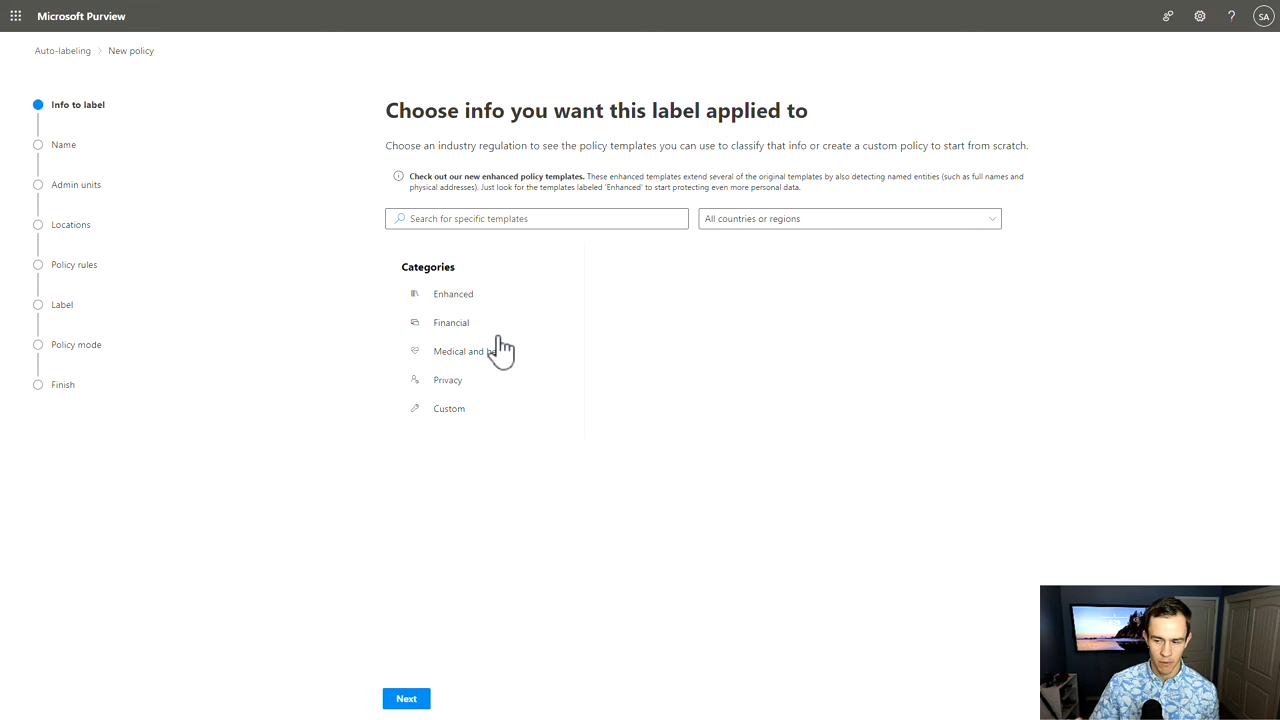 Microsoft Purview
SA
Auto-labeling > New policy
Info to label
Name
Admin units
Locations
Policy rules
Label
Policy mode
Finish
Choose info you want this label applied to
Choose an industry regulation to see the policy templates you can use to classify that info or create a custom policy to start from scratch.
Check out our new enhanced policy templates. These enhanced templates extend several of the original templates by also detecting named entities (such as full names and
physical addresses). Just look for the templates labeled 'Enhanced' to start protecting even more personal data.
Search for specific templates
All countries or regions
Categories
Enhanced
Financial
Medical and
Privacy
Custom
Next